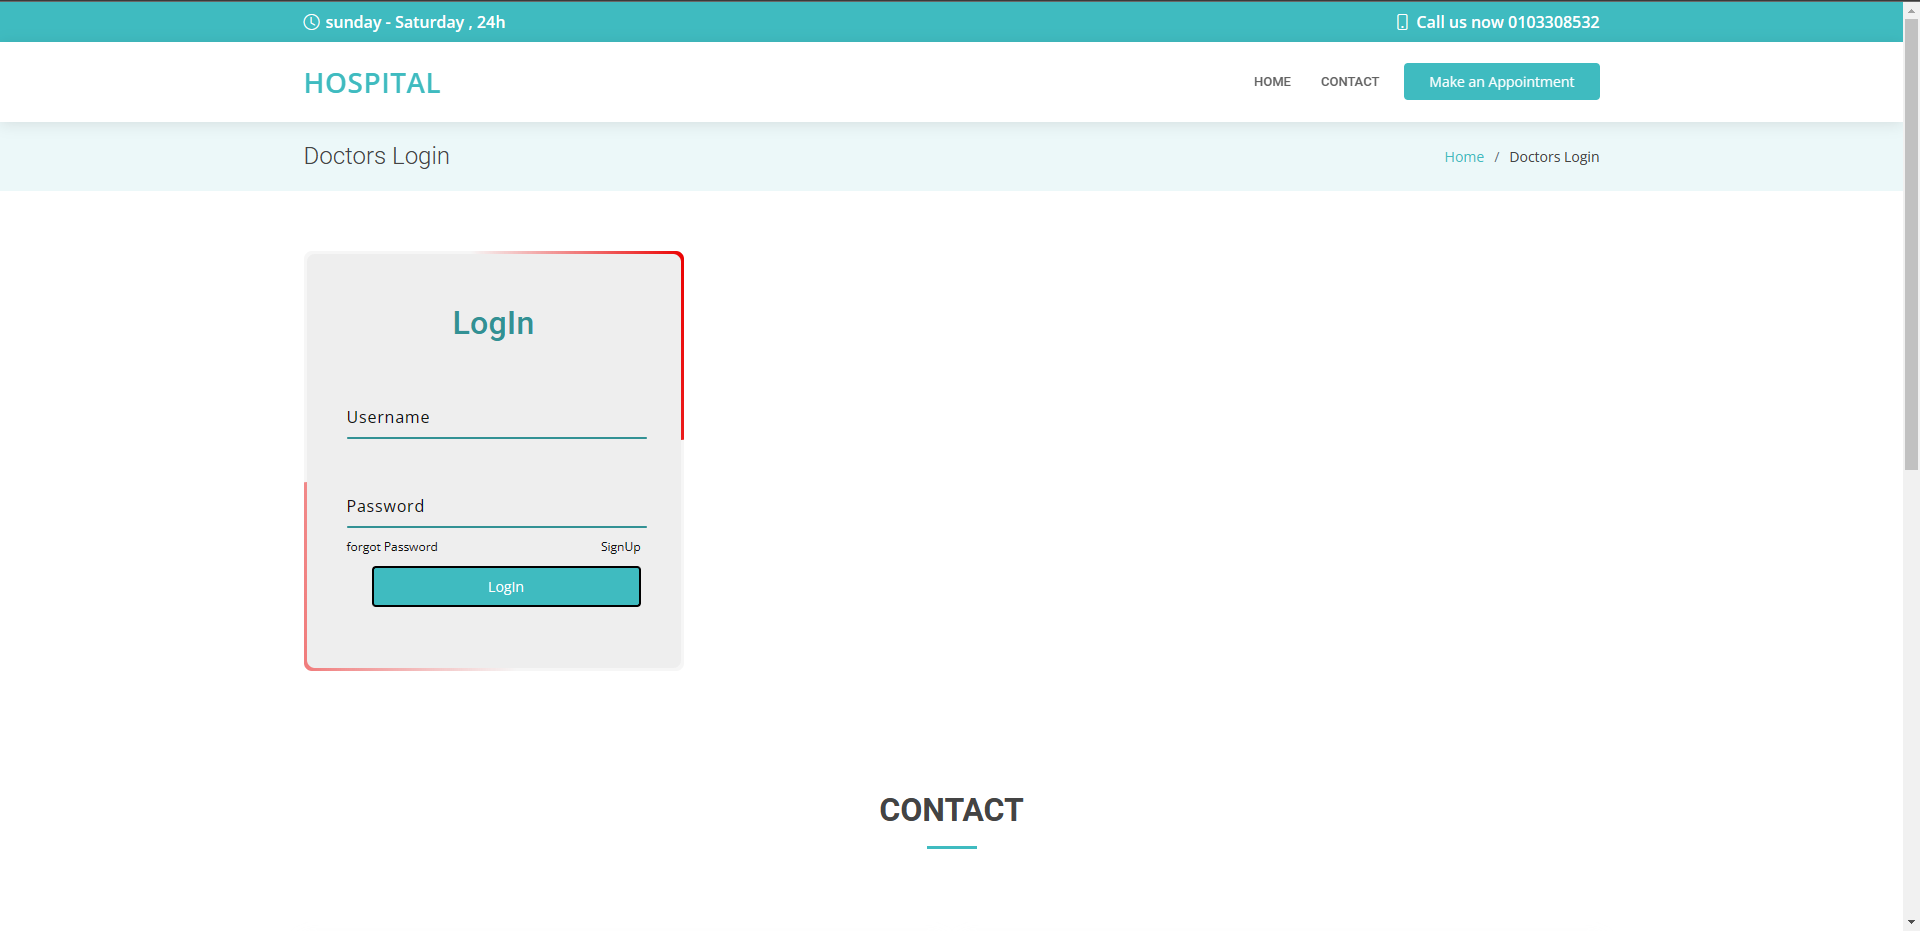 sunday - Saturday , 24h
Call us now 0103308532
HOSPITAL
HOME
CONTACT
Make an Appointment
Doctors Login
Home / Doctors Login
LogIn
Username
Password
forgot Password
SignUp
LogIn
CONTACT